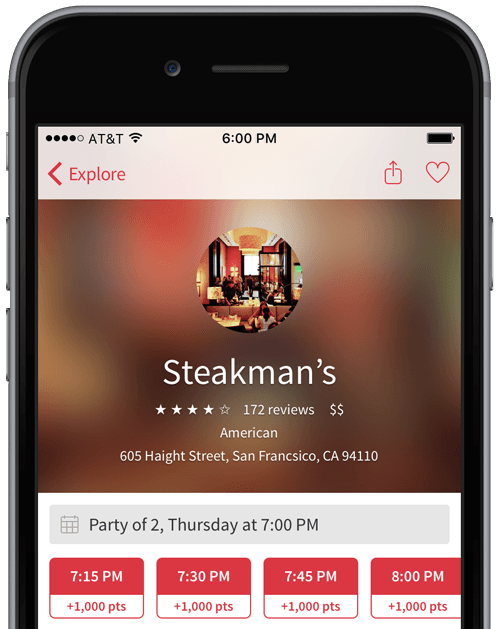 AT&T 6:00 PM
Explore
Steakman's
172 reviews $$
American
605 Haight Street, San Francsico, CA 94110
Party of 2, Thursday at 7:00 PM
7:15 PM 7:30 PM 7:45 PM 8:00 PM
+1,000 pts +1,000 pts +1,000 pts +1,000 pts